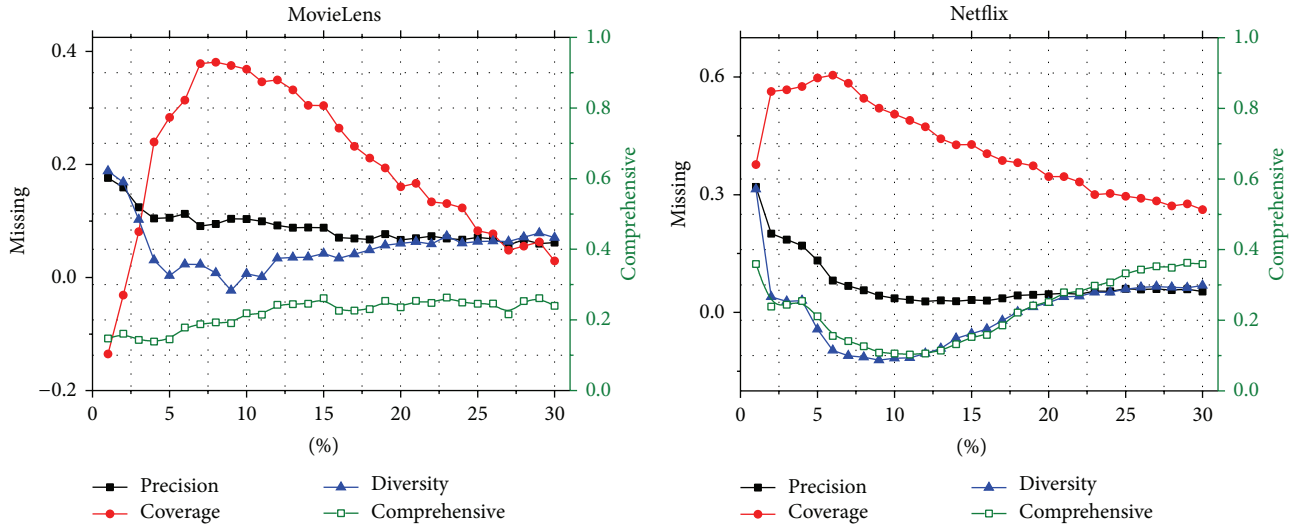 MovieLens
0.4
0.2
0.0
−0.2
Missing
1.0
0.8
0.6
0.4
0.2
0.0
Comprehensive
0 5 10 15 20 25 30
(%)
Precision
Coverage
Diversity
Comprehensive
Netflix
0.6
0.3
0.0
Missing
1.0
0.8
0.6
0.4
0.2
0.0
Comprehensive
0 5 10 15 20 25 30
(%)
Precision
Coverage
Diversity
Comprehensive